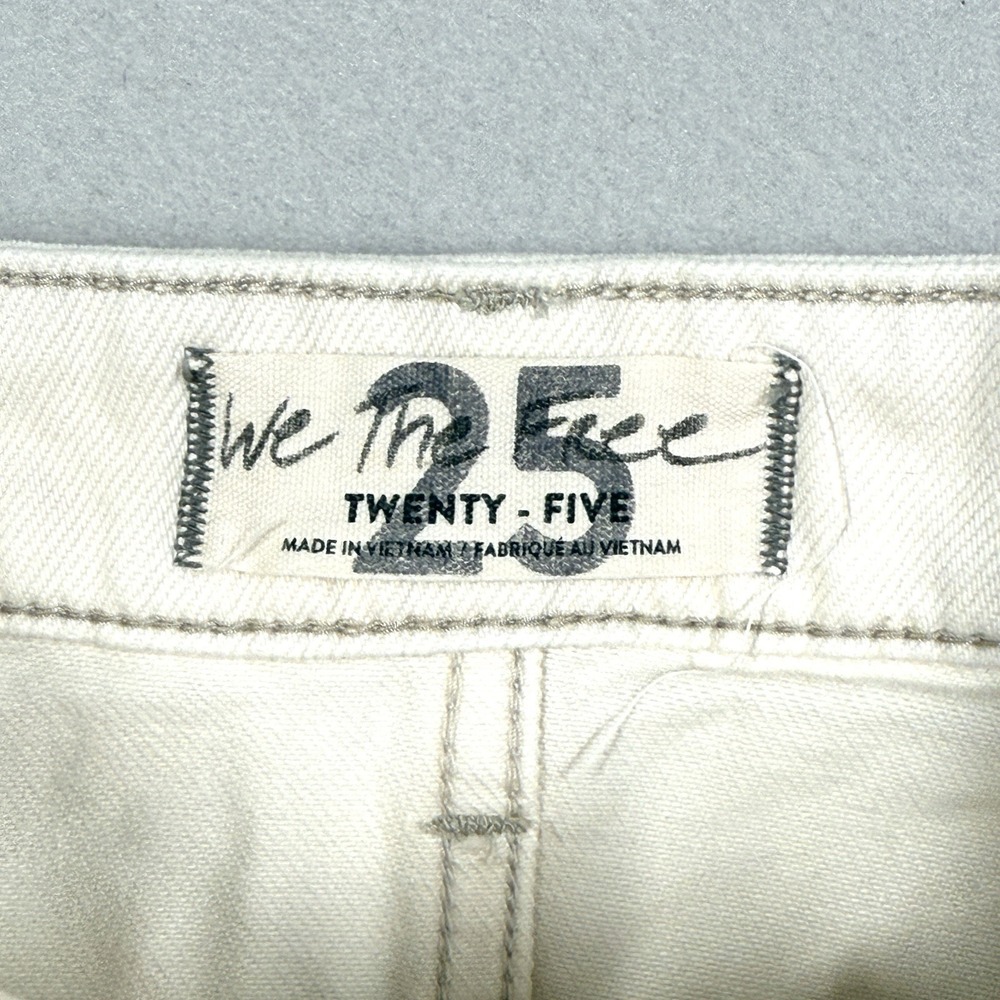 25
We The Free
TWENTY - FIVE
MADE IN VIETNAM / FABRIQUÉ AU VIETNAM